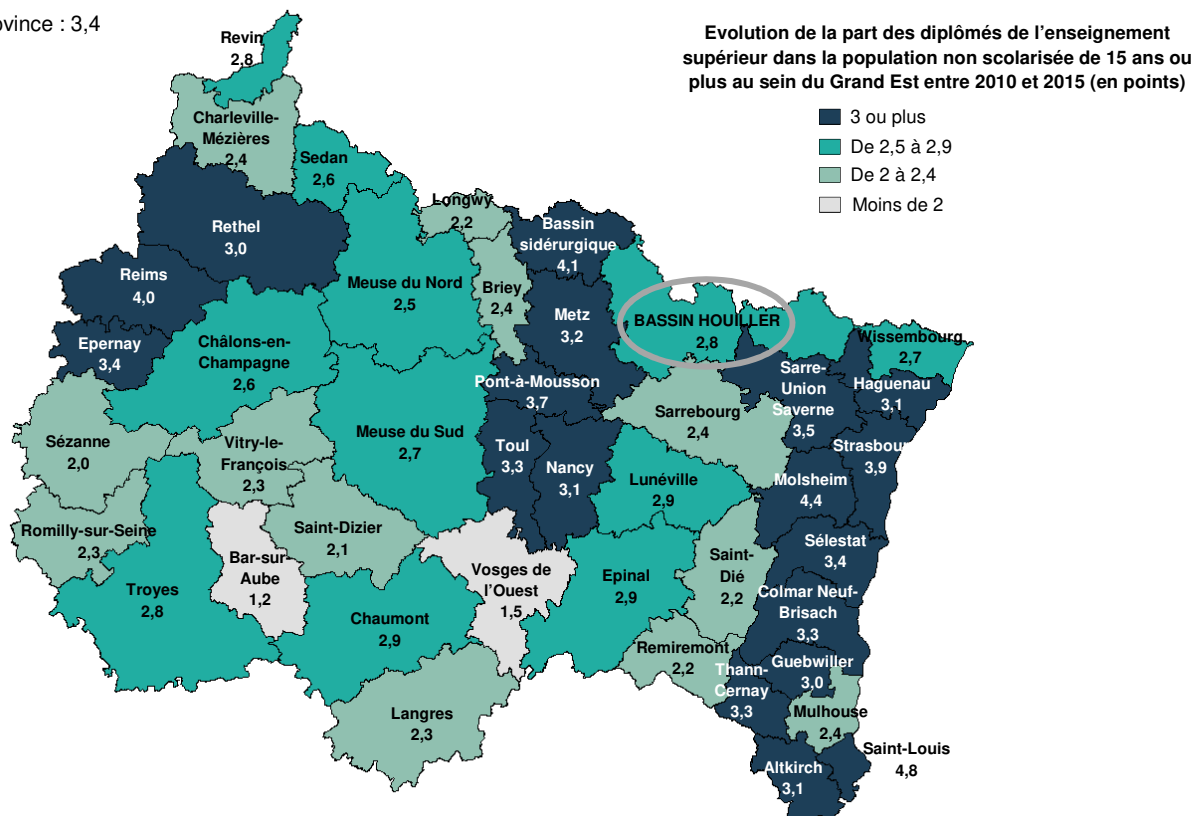 ovince : 3,4
Evolution de la part des diplômés de l'enseignement
supérieur dans la population non scolarisée de 15 ans ou
plus au sein du Grand Est entre 2010 et 2015 (en points)
3 ou plus
De 2,5 à 2,9
De 2 à 2,4
Moins de 2
Revin
2,8
Charleville-
Mézières
2,4
Sedan
2,6
Longwy
2,2
Rethel
3,0
Bassin
sidérurgique
4,1
Reims
4,0
Meuse du Nord
2,5
Briey
2,4
Metz
3,2
BASSIN HOUILLER
2,8
Wissembourg
2,7
Epernay
3,4
Châlons-en-
Champagne
2,6
Pont-à-Mousson
3,7
Sarre-
Union
Saverne
3,5
Haguenau
3,1
Sarrebourg
2,4
Sézanne
2,0
Vitry-le-
François
2,3
Meuse du Sud
2,7
Toul
3,3
Nancy
3,1
Lunéville
2,9
Strasbour
3,9
Molsheim
4,4
Romilly-sur-Seine
2,3
Saint-Dizier
2,1
Bar-sur-
Aube
1,2
Vosges de
l'Ouest
1,5
Epinal
2,9
Saint-
Dié
2,2
Sélestat
3,4
Troyes
2,8
Chaumont
2,9
Colmar Neuf-
Brisach
3,3
Remiremont
2,2
Guebwiller
3,0
Thann-
Cernay
3,3
Langres
2,3
Mulhouse
2,4
Saint-Louis
4,8
Altkirch
3,1